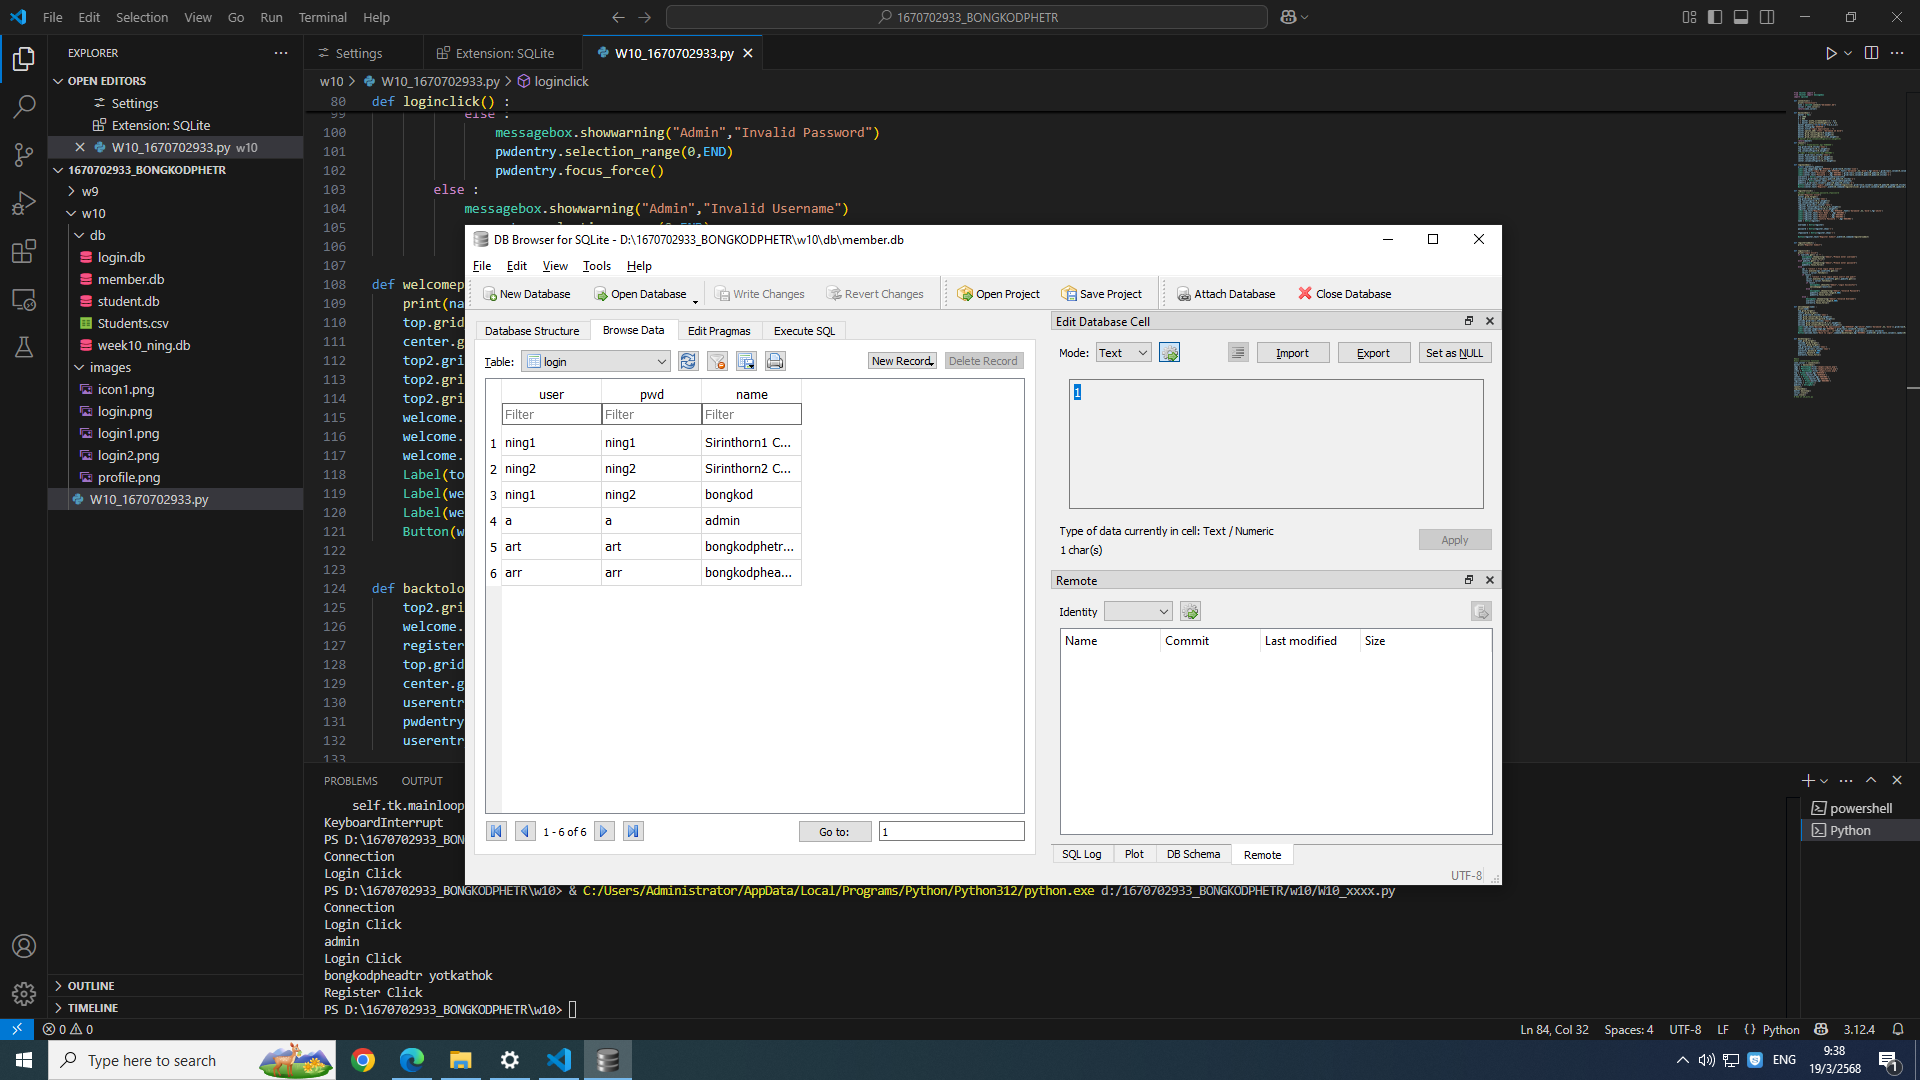 File Edit Selection View Go Run Terminal Help
1670702933_BONGKODPHETR
EXPLORER
OPEN EDITORS
Settings
Extension: SQLite
W10_1670702933.py w10
1670702933_BONGKODPHETR
w9
w10
db
login.db
member.db
student.db
Students.csv
week10_ning.db
images
icon1.png
login.png
login1.png
login2.png
profile.png
W10_1670702933.py
OUTLINE
TIMELINE
Settings
Extension: SQLite
W10_1670702933.py
w10 > W10_1670702933.py > loginclick
80 def loginclick() :
99 else :
100 messagebox.showwarning("Admin","Invalid Password")
101 pwdentry.selection_range(0,END)
102 pwdentry.focus_force()
103 else :
104 messagebox.showwarning("Admin","Invalid Username")
105
106
107
108 def welcomep
109 print(na
110 top.grid
111 center.g
112 top2.gri
113 top2.gri
114 top2.gri
115 welcome.
116 welcome.
117 welcome.
118 Label(to
119 Label(we
120 Label(we
121 Button(w
122
123
124 def backtolo
125 top2.gri
126 welcome.
127 register
128 top.grid
129 center.g
130 userentr
131 pwdentry
132 userentr
133
DB Browser for SQLite - D:\1670702933_BONGKODPHETR\w10\db\member.db
File Edit View Tools Help
New Database Open Database Write Changes Revert Changes Open Project Save Project Attach Database Close Database
Database Structure Browse Data Edit Pragmas Execute SQL
Table: login New Record Delete Record
user pwd name
Filter Filter Filter
1 ning1 ning1 Sirinthorn1 C...
2 ning2 ning2 Sirinthorn2 C...
3 ning1 ning2 bongkod
4 a a admin
5 art art bongkodphetr...
6 arr arr bongkodphea...
1 - 6 of 6 Go to: 1
Edit Database Cell
Mode: Text Import Export Set as NULL
1
Type of data currently in cell: Text / Numeric
1 char(s)
Apply
Remote
Identity
Name Commit Last modified Size
SQL Log Plot DB Schema Remote
UTF-8
PROBLEMS OUTPUT
self.tk.mainloop
KeyboardInterrupt
PS D:\1670702933_BONG
Connection
Login Click
PS D:\1670702933_BONGKODPHETR\w10> & C:/Users/Administrator/AppData/Local/Programs/Python/Python312/python.exe d:/1670702933_BONGKODPHETR/w10/W10_xxxx.py
Connection
Login Click
admin
Login Click
bongkodpheadtr yotkathok
Register Click
PS D:\1670702933_BONGKODPHETR\w10>
powershell
Python
0 0
Ln 84, Col 32 Spaces: 4 UTF-8 LF {} Python 3.12.4
Type here to search
ENG
9:38
19/3/2568
1